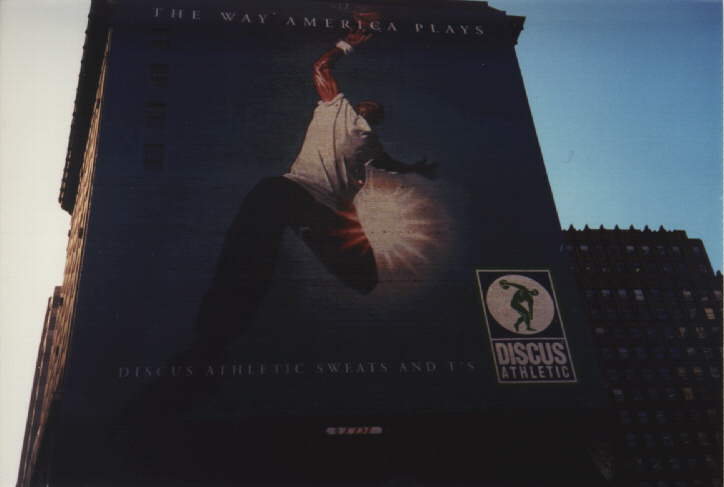 THE WAY AMERICA PLAYS
DISCUS
ATHLETIC
DISCUS ATHLETIC SWEATS AND T'S